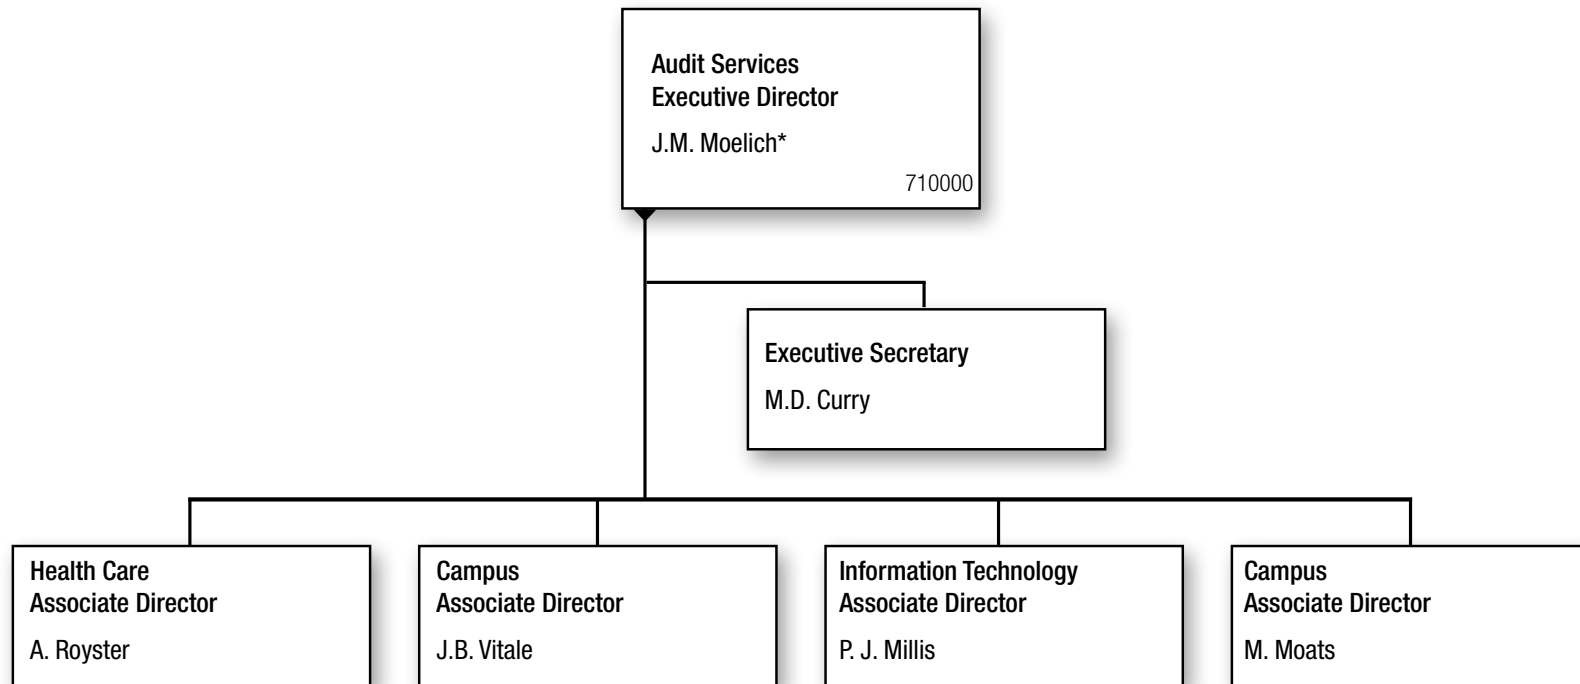 Audit Services
Executive Director
J.M. Moelich*
710000
Executive Secretary
M.D. Curry
Health Care
Associate Director
A. Royster
Campus
Associate Director
J.B. Vitale
Information Technology
Associate Director
P. J. Millis
Campus
Associate Director
M. Moats